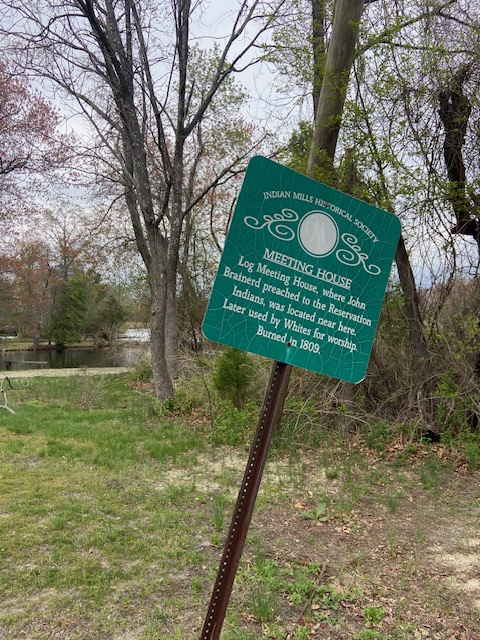 INDIAN MILLS HISTORICAL SOCIETY
MEETING HOUSE
Log Meeting House, where John
Brainerd preached to the Reservation
Indians, was located near here.
Later used by Whites for worship.
Burned in 1809.